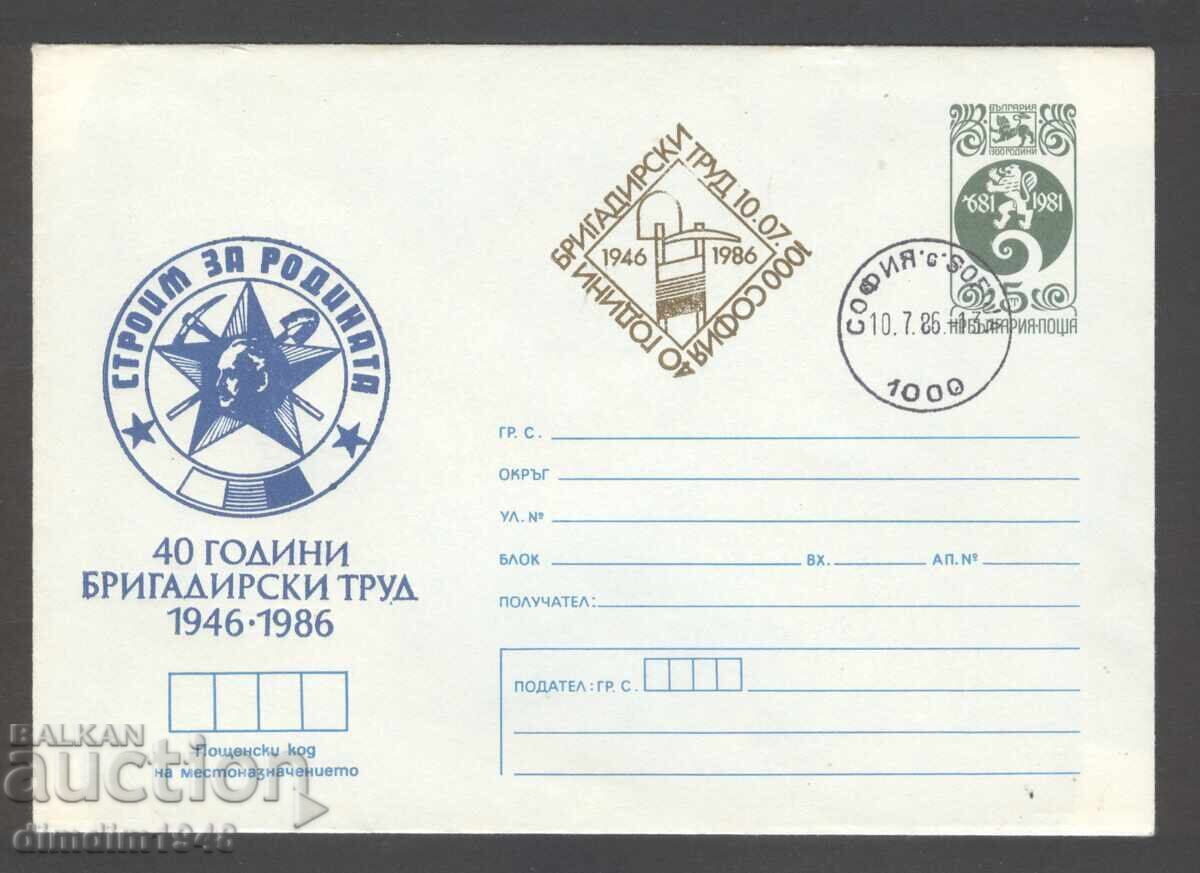 БЪЛГАРИЯ
1300 ГОДИНИ
681 1981
5
НР БЪЛГАРИЯ·ПОЩА
40 ГОДИНИ БРИГАДИРСКИ ТРУД 10.07. 1000 СОФИЯ
1946 1986
СОФИЯ·с·SOFIA
10.7.86.-13
1000
СТРОИМ ЗА РОДИНАТА
40 ГОДИНИ
БРИГАДИРСКИ ТРУД
1946·1986
ГР. С.
ОКРЪГ
УЛ. №
БЛОК ВХ. АП. №
ПОЛУЧАТЕЛ:
ПОДАТЕЛ: ГР. С.
Пощенски код
на местоназначението
BALKAN
auction
dimdim1948